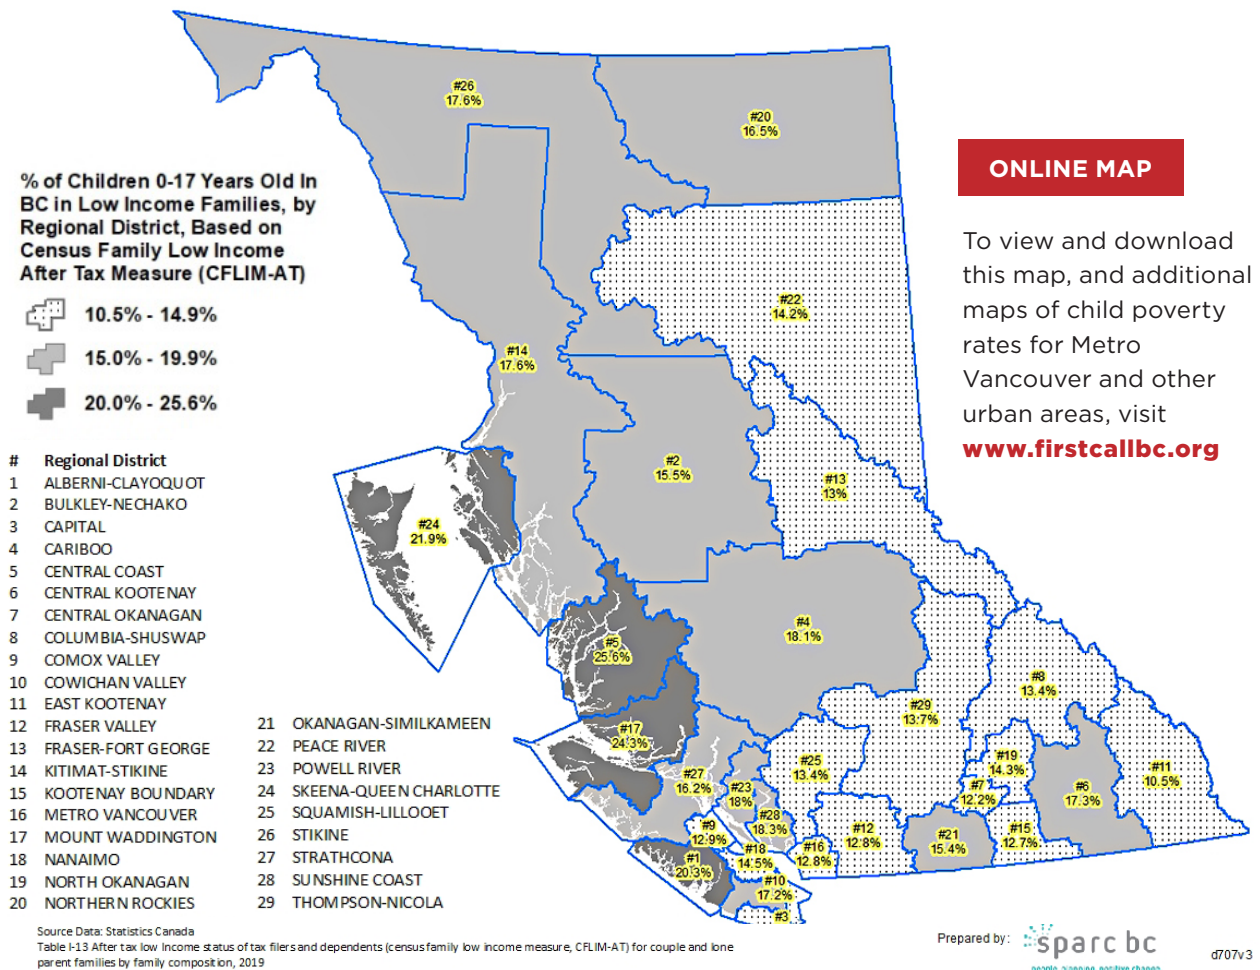 % of Children 0-17 Years Old In
BC in Low Income Families, by
Regional District, Based on
Census Family Low Income
After Tax Measure (CFLIM-AT)
10.5% - 14.9%
15.0% - 19.9%
20.0% - 25.6%
# Regional District
1 ALBERNI-CLAYOQUOT
2 BULKLEY-NECHAKO
3 CAPITAL
4 CARIBOO
5 CENTRAL COAST
6 CENTRAL KOOTENAY
7 CENTRAL OKANAGAN
8 COLUMBIA-SHUSWAP
9 COMOX VALLEY
10 COWICHAN VALLEY
11 EAST KOOTENAY
12 FRASER VALLEY
13 FRASER-FORT GEORGE
14 KITIMAT-STIKINE
15 KOOTENAY BOUNDARY
16 METRO VANCOUVER
17 MOUNT WADDINGTON
18 NANAIMO
19 NORTH OKANAGAN
20 NORTHERN ROCKIES
21 OKANAGAN-SIMILKAMEEN
22 PEACE RIVER
23 POWELL RIVER
24 SKEENA-QUEEN CHARLOTTE
25 SQUAMISH-LILLOOET
26 STIKINE
27 STRATHCONA
28 SUNSHINE COAST
29 THOMPSON-NICOLA
#26
17.6%
#20
16.5%
#22
14.2%
#14
17.6%
#2
15.5%
#13
13%
#24
21.9%
#4
18.1%
#5
25.6%
#8
13.4%
#29
13.7%
#17
24.3%
#25
13.4%
#19
14.3%
#11
10.5%
#27
16.2%
#23
18%
#7
12.2%
#6
17.3%
#28
18.3%
#9
12.9%
#12
12.8%
#21
15.4%
#15
12.7%
#18
14.5%
#16
12.8%
#1
20.3%
#10
17.2%
#3
ONLINE MAP
To view and download
this map, and additional
maps of child poverty
rates for Metro
Vancouver and other
urban areas, visit
www.firstcallbc.org
Source Data: Statistics Canada
Table I-13 After tax low Income status of tax filers and dependents (census family low income measure, CFLIM-AT) for couple and lone
parent families by family composition, 2019
Prepared by:
sparc bc
people. planning. positive change.
d707v3